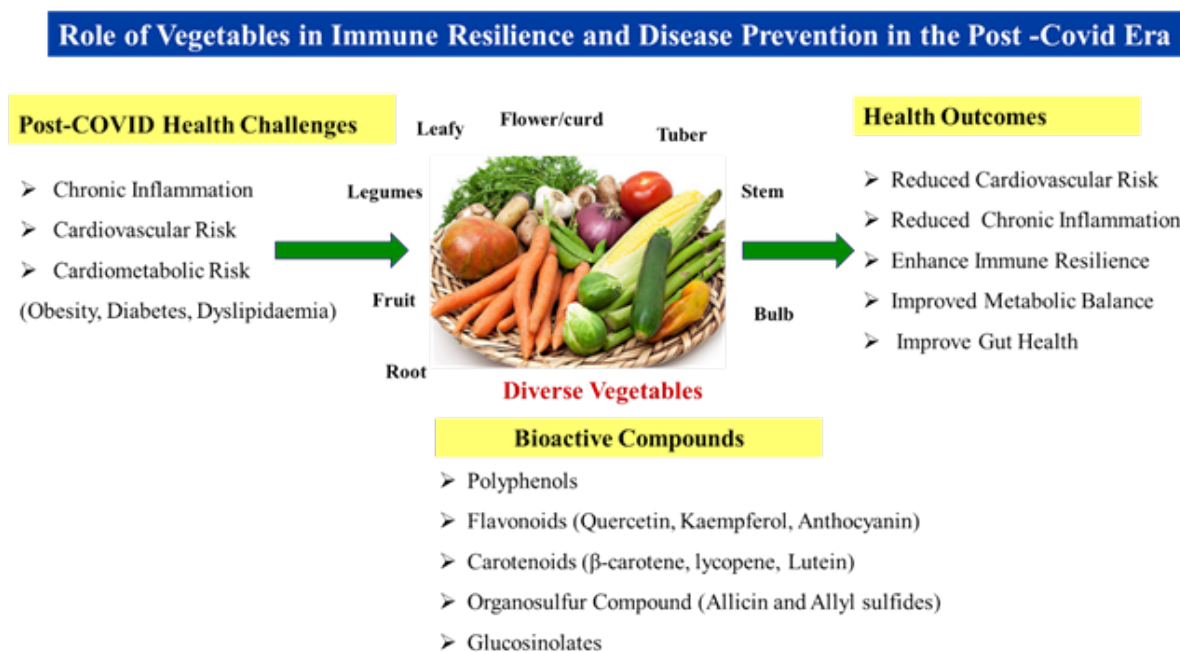 Role of Vegetables in Immune Resilience and Disease Prevention in the Post -Covid Era
Post-COVID Health Challenges
➢ Chronic Inflammation
➢ Cardiovascular Risk
➢ Cardiometabolic Risk
(Obesity, Diabetes, Dyslipidaemia)
Leafy
Flower/curd
Tuber
Legumes
Stem
Fruit
Bulb
Root
Diverse Vegetables
Bioactive Compounds
➢ Polyphenols
➢ Flavonoids (Quercetin, Kaempferol, Anthocyanin)
➢ Carotenoids (β-carotene, lycopene, Lutein)
➢ Organosulfur Compound (Allicin and Allyl sulfides)
➢ Glucosinolates
Health Outcomes
➢ Reduced Cardiovascular Risk
➢ Reduced Chronic Inflammation
➢ Enhance Immune Resilience
➢ Improved Metabolic Balance
➢ Improve Gut Health